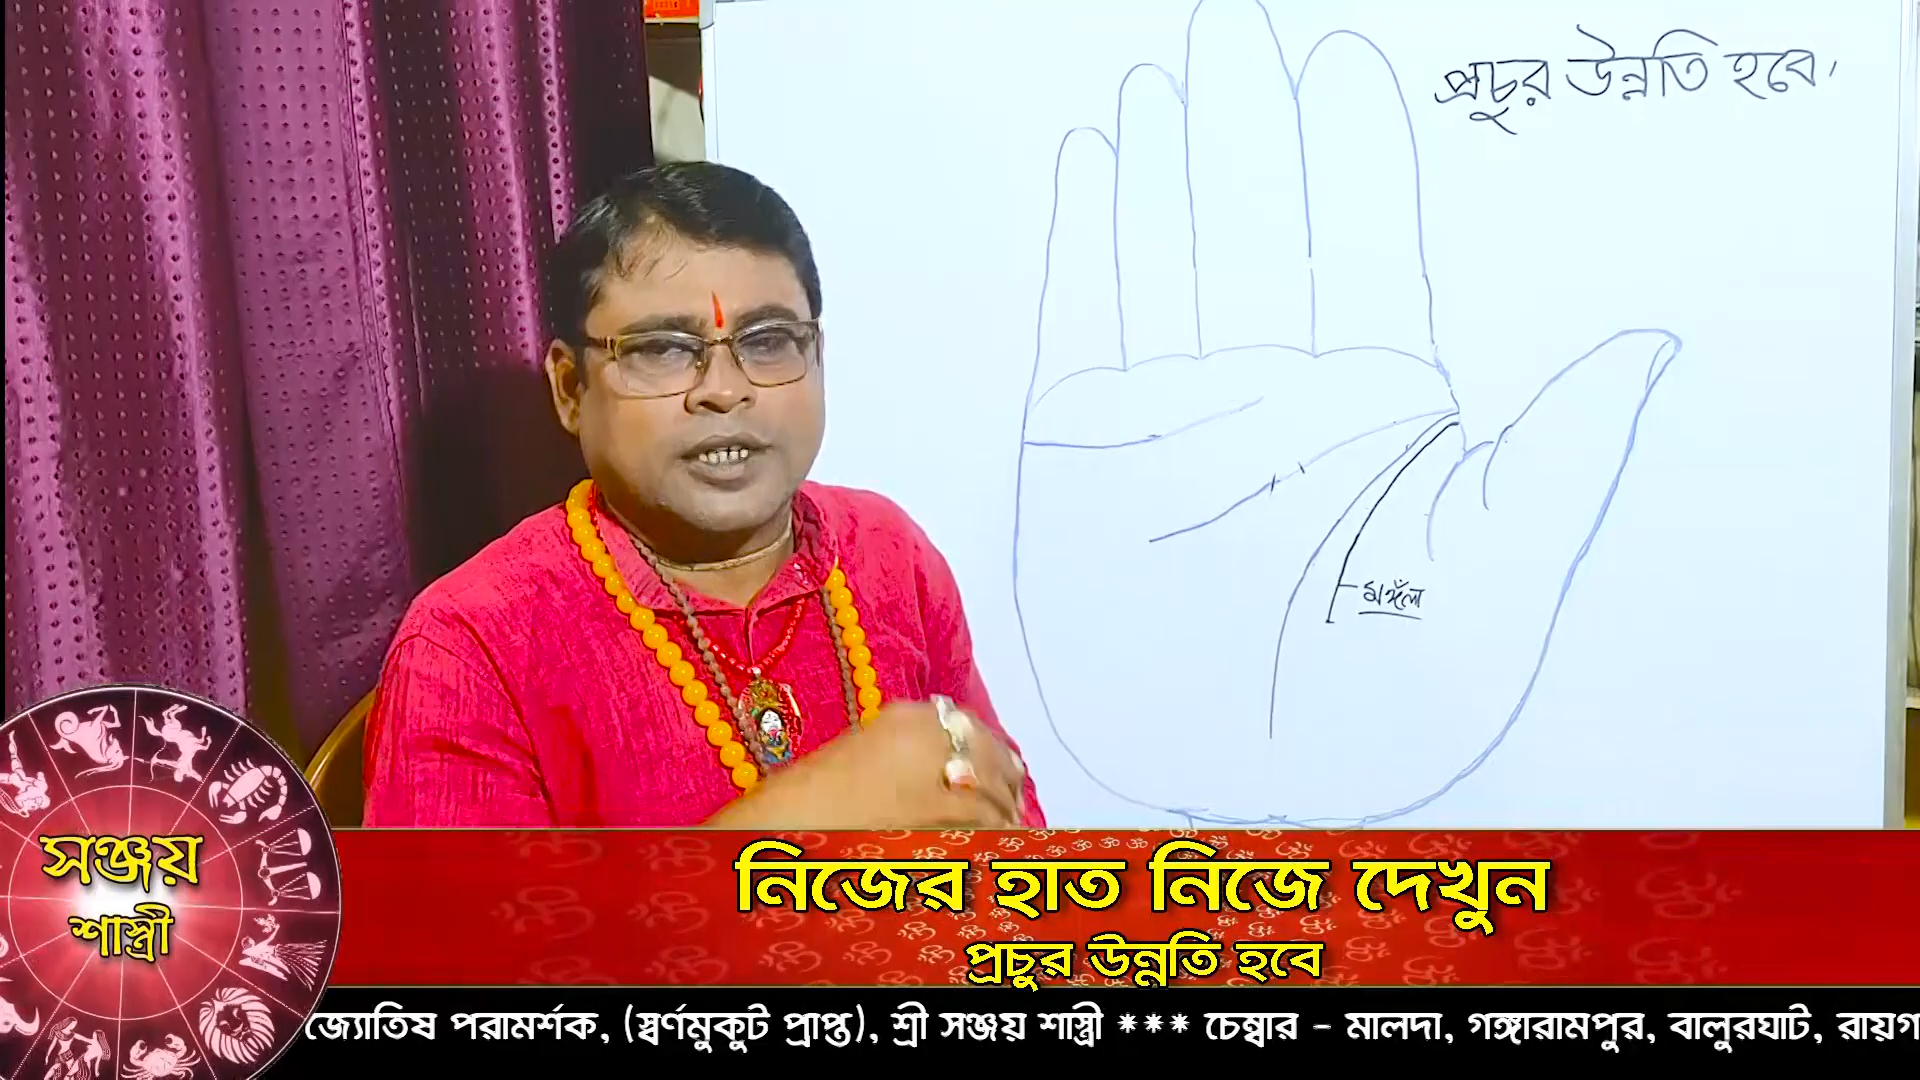 প্রচুর উন্নতি হবে।
মঙ্গঁল
সঞ্জয়
শাস্ত্রী
নিজের হাত নিজে দেখুন
প্রচুর উন্নতি হবে
জ্যোতিষ পরামর্শক, (স্বর্ণমুকুট প্রাপ্ত), শ্রী সঞ্জয় শাস্ত্রী *** চেম্বার - মালদা, গঙ্গারামপুর, বালুরঘাট, রায়গ